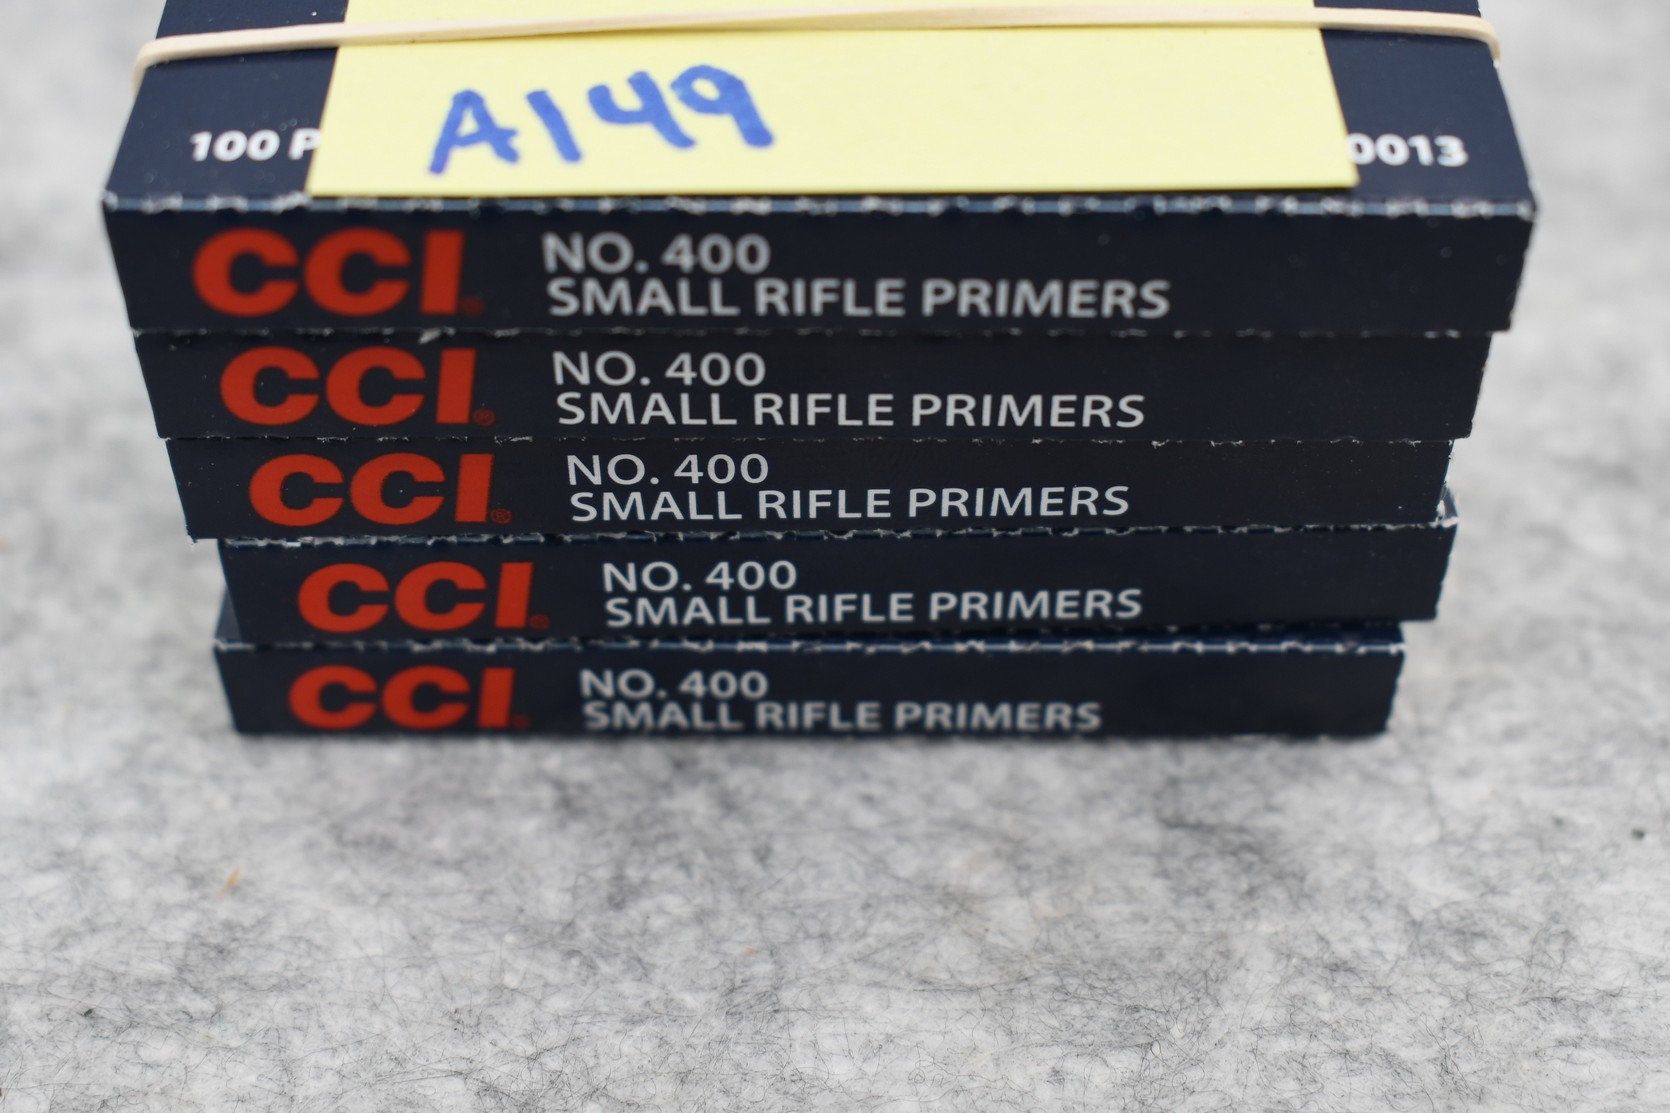 A149
100 P
0013
CCI®
NO. 400
SMALL RIFLE PRIMERS
CCI®
NO. 400
SMALL RIFLE PRIMERS
CCI®
NO. 400
SMALL RIFLE PRIMERS
CCI®
NO. 400
SMALL RIFLE PRIMERS
CCI®
NO. 400
SMALL RIFLE PRIMERS